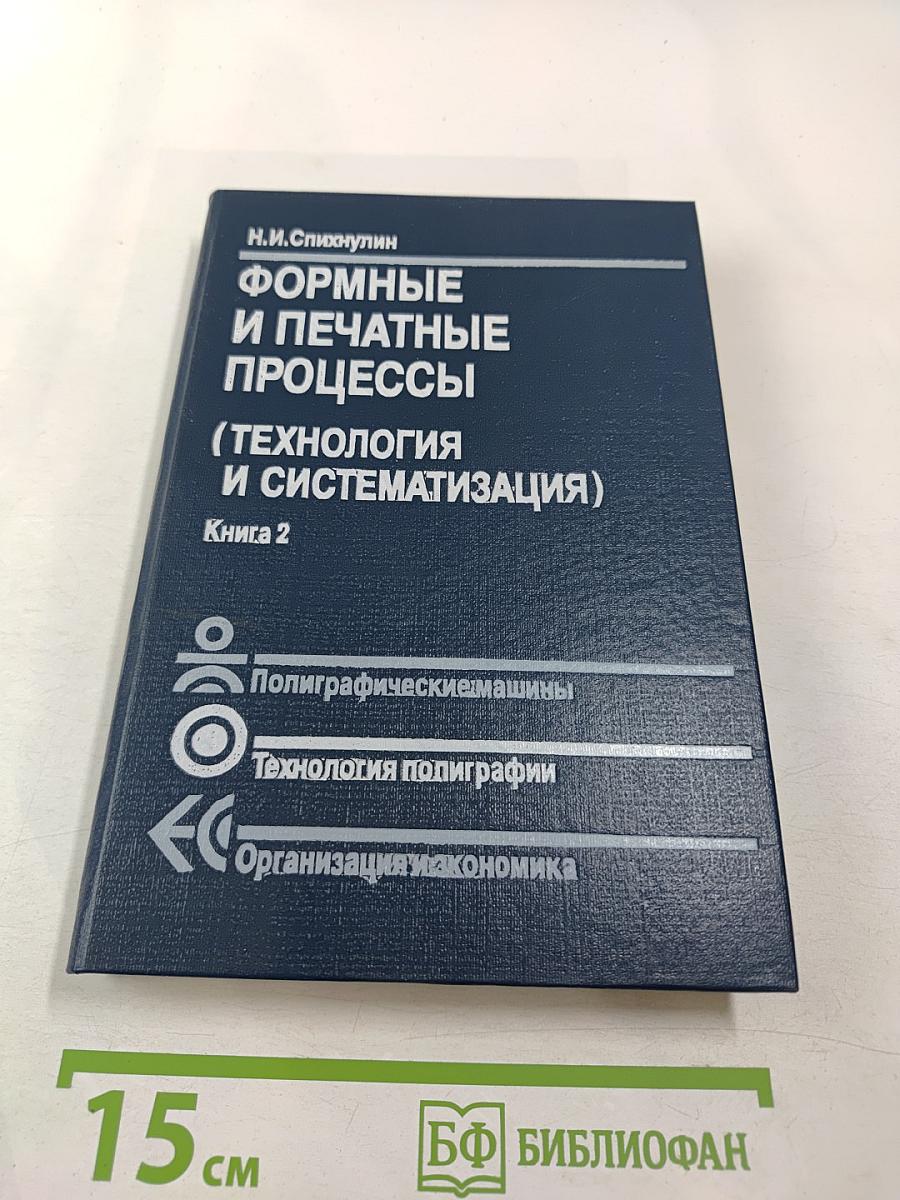 Н.И.Спихнулин
ФОРМНЫЕ
И ПЕЧАТНЫЕ
ПРОЦЕССЫ
(ТЕХНОЛОГИЯ
И СИСТЕМАТИЗАЦИЯ)
Книга 2
Полиграфические машины
Технология полиграфии
Организация и экономика
15 см
БФ БИБЛИОФАН